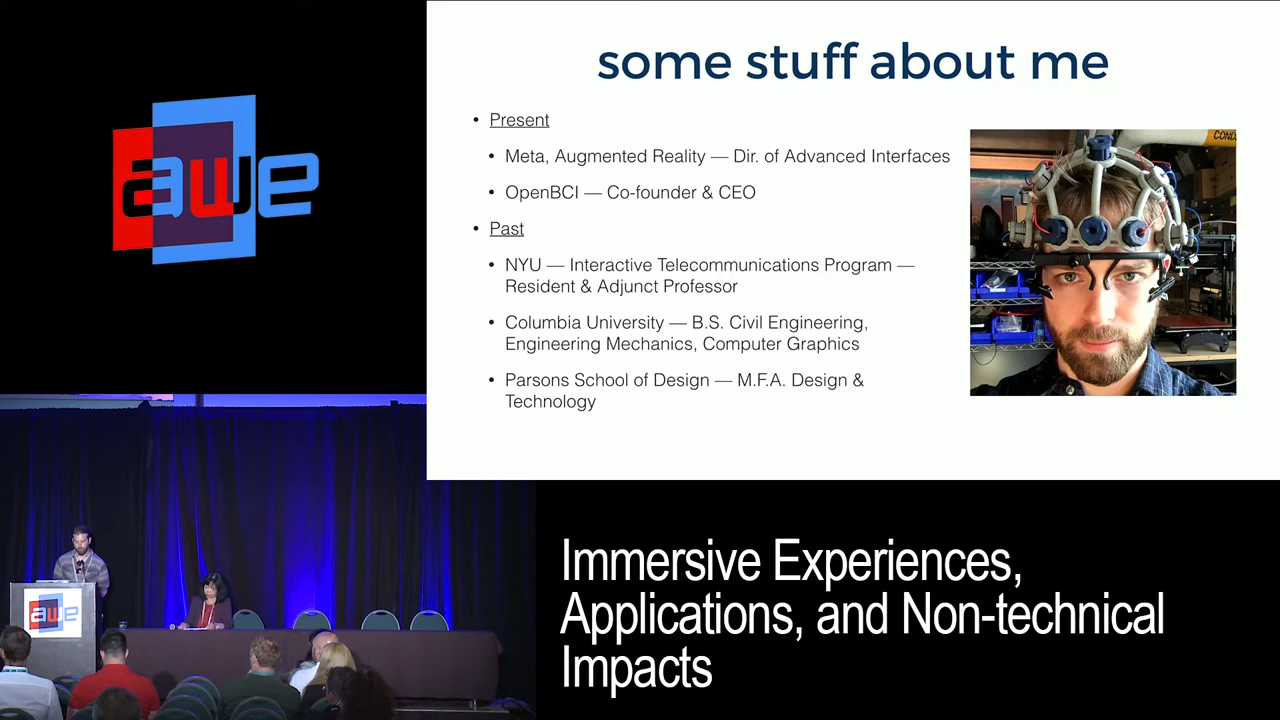 awe
some stuff about me
• Present
• Meta, Augmented Reality — Dir. of Advanced Interfaces
• OpenBCI — Co-founder & CEO
• Past
• NYU — Interactive Telecommunications Program —
Resident & Adjunct Professor
• Columbia University — B.S. Civil Engineering,
Engineering Mechanics, Computer Graphics
• Parsons School of Design — M.F.A. Design &
Technology
COND
awe
Immersive Experiences,
Applications, and Non-technical
Impacts